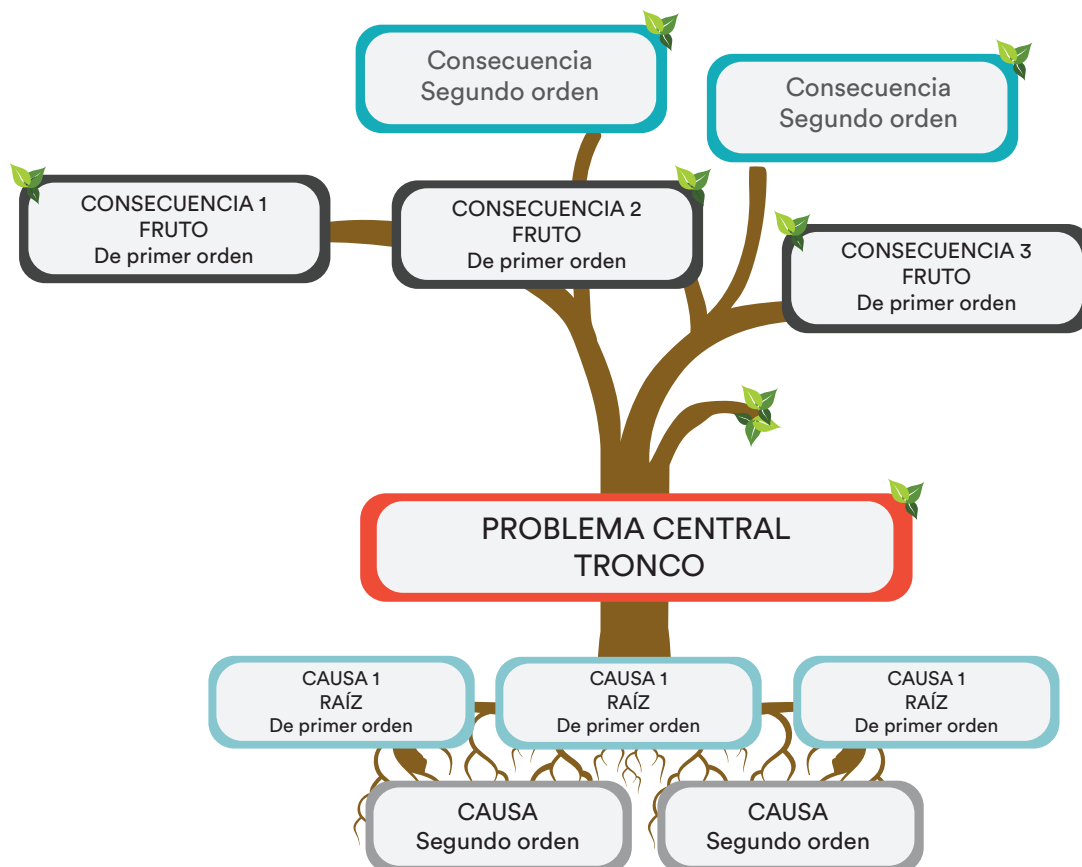 Consecuencia
Segundo orden
Consecuencia
Segundo orden
CONSECUENCIA 1
FRUTO
De primer orden
CONSECUENCIA 2
FRUTO
De primer orden
CONSECUENCIA 3
FRUTO
De primer orden
PROBLEMA CENTRAL
TRONCO
CAUSA 1
RAÍZ
De primer orden
CAUSA 1
RAÍZ
De primer orden
CAUSA 1
RAÍZ
De primer orden
CAUSA
Segundo orden
CAUSA
Segundo orden